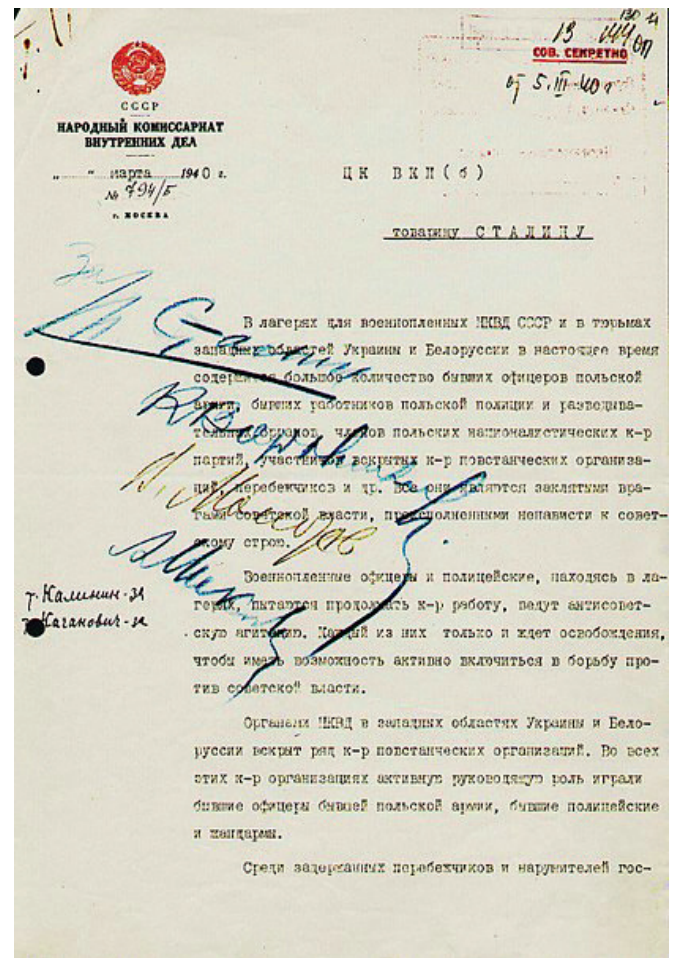 13 144 оп
СОВ. СЕКРЕТНО
от 5.III.40 г
СССР
НАРОДНЫЙ КОМИССАРИАТ
ВНУТРЕННИХ ДЕЛ
„ “ марта 1940 г.
№ 794/Б
г. МОСКВА
ЦК ВКП(б)
товарищу СТАЛИНУ
За
И Сталин
К Ворошилов
В. Молотов
А Микоян
т. Калинин - за
т. Каганович - за
В лагерях для военнопленных НКВД СССР и в тюрьмах
западных областей Украины и Белоруссии в настоящее время
содержится большое количество бывших офицеров польской
армии, бывших работников польской полиции и разведыва-
тельных органов, членов польских националистических к-р
партий, участников вскрытых к-р повстанческих организа-
ций, перебежчиков и др. Все они являются заклятыми вра-
гами советской власти, преисполненными ненависти к совет-
скому строю.
Военнопленные офицеры и полицейские, находясь в ла-
герях, пытаются продолжать к-р работу, ведут антисовет-
скую агитацию. Каждый из них только и ждет освобождения,
чтобы иметь возможность активно включиться в борьбу про-
тив советской власти.
Органами НКВД в западных областях Украины и Бело-
руссии вскрыт ряд к-р повстанческих организаций. Во всех
этих к-р организациях активную руководящую роль играли
бывшие офицеры бывшей польской армии, бывшие полицейские
и жандармы.
Среди задержанных перебежчиков и нарушителей гос-